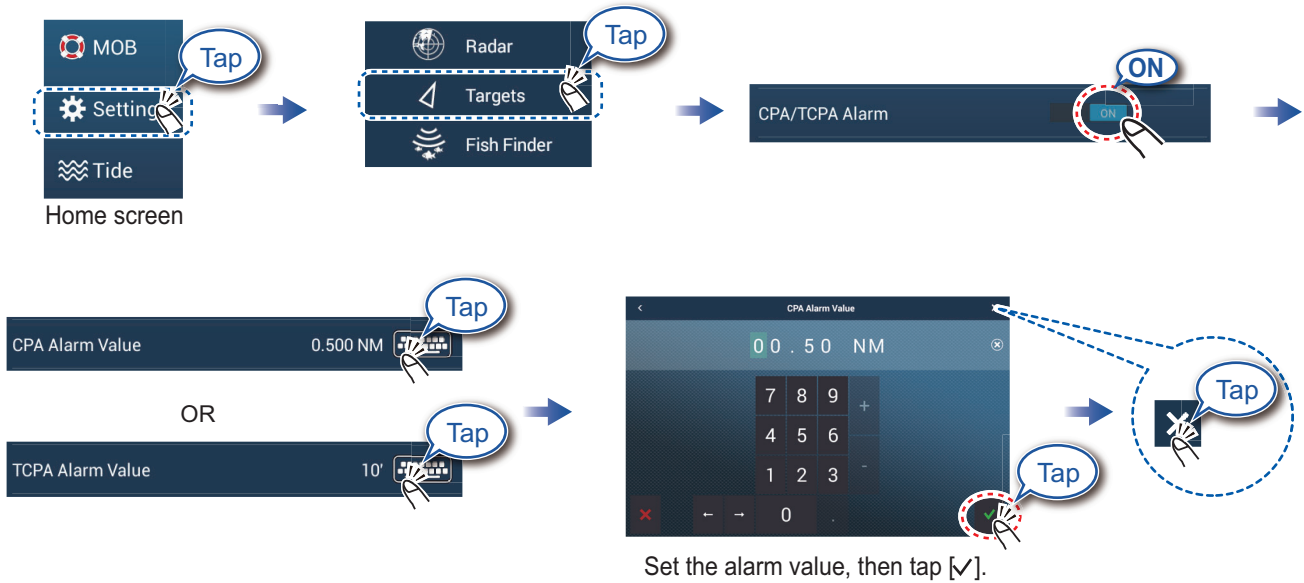 MOB
Tap
Setting
Tide
Home screen
Radar
Tap
Targets
Fish Finder
CPA/TCPA Alarm
ON
ON
CPA Alarm Value 0.500 NM
Tap
OR
TCPA Alarm Value 10'
Tap
CPA Alarm Value
00.50 NM
7 8 9 +
4 5 6
1 2 3 -
← → 0 .
Tap
Set the alarm value, then tap [✓].
Tap